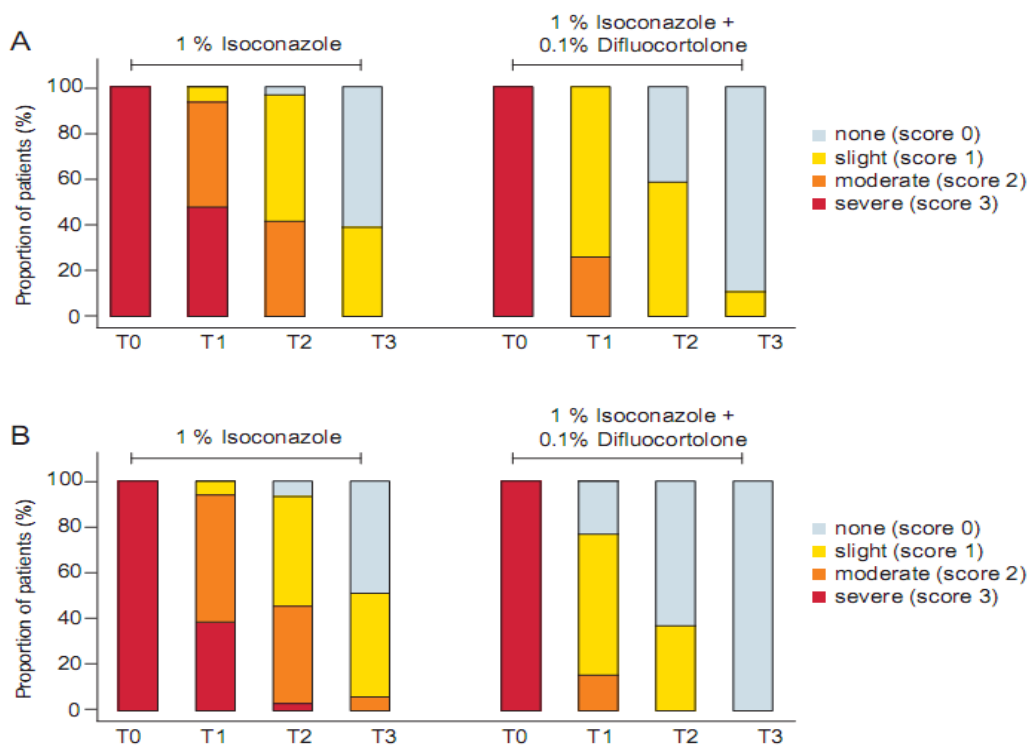 A
1 % Isoconazole
1 % Isoconazole +
0.1% Difluocortolone
Proportion of patients (%)
100
80
60
40
20
0
T0 T1 T2 T3
T0 T1 T2 T3
none (score 0)
slight (score 1)
moderate (score 2)
severe (score 3)
B
1 % Isoconazole
1 % Isoconazole +
0.1% Difluocortolone
Proportion of patients (%)
100
80
60
40
20
0
T0 T1 T2 T3
T0 T1 T2 T3
none (score 0)
slight (score 1)
moderate (score 2)
severe (score 3)